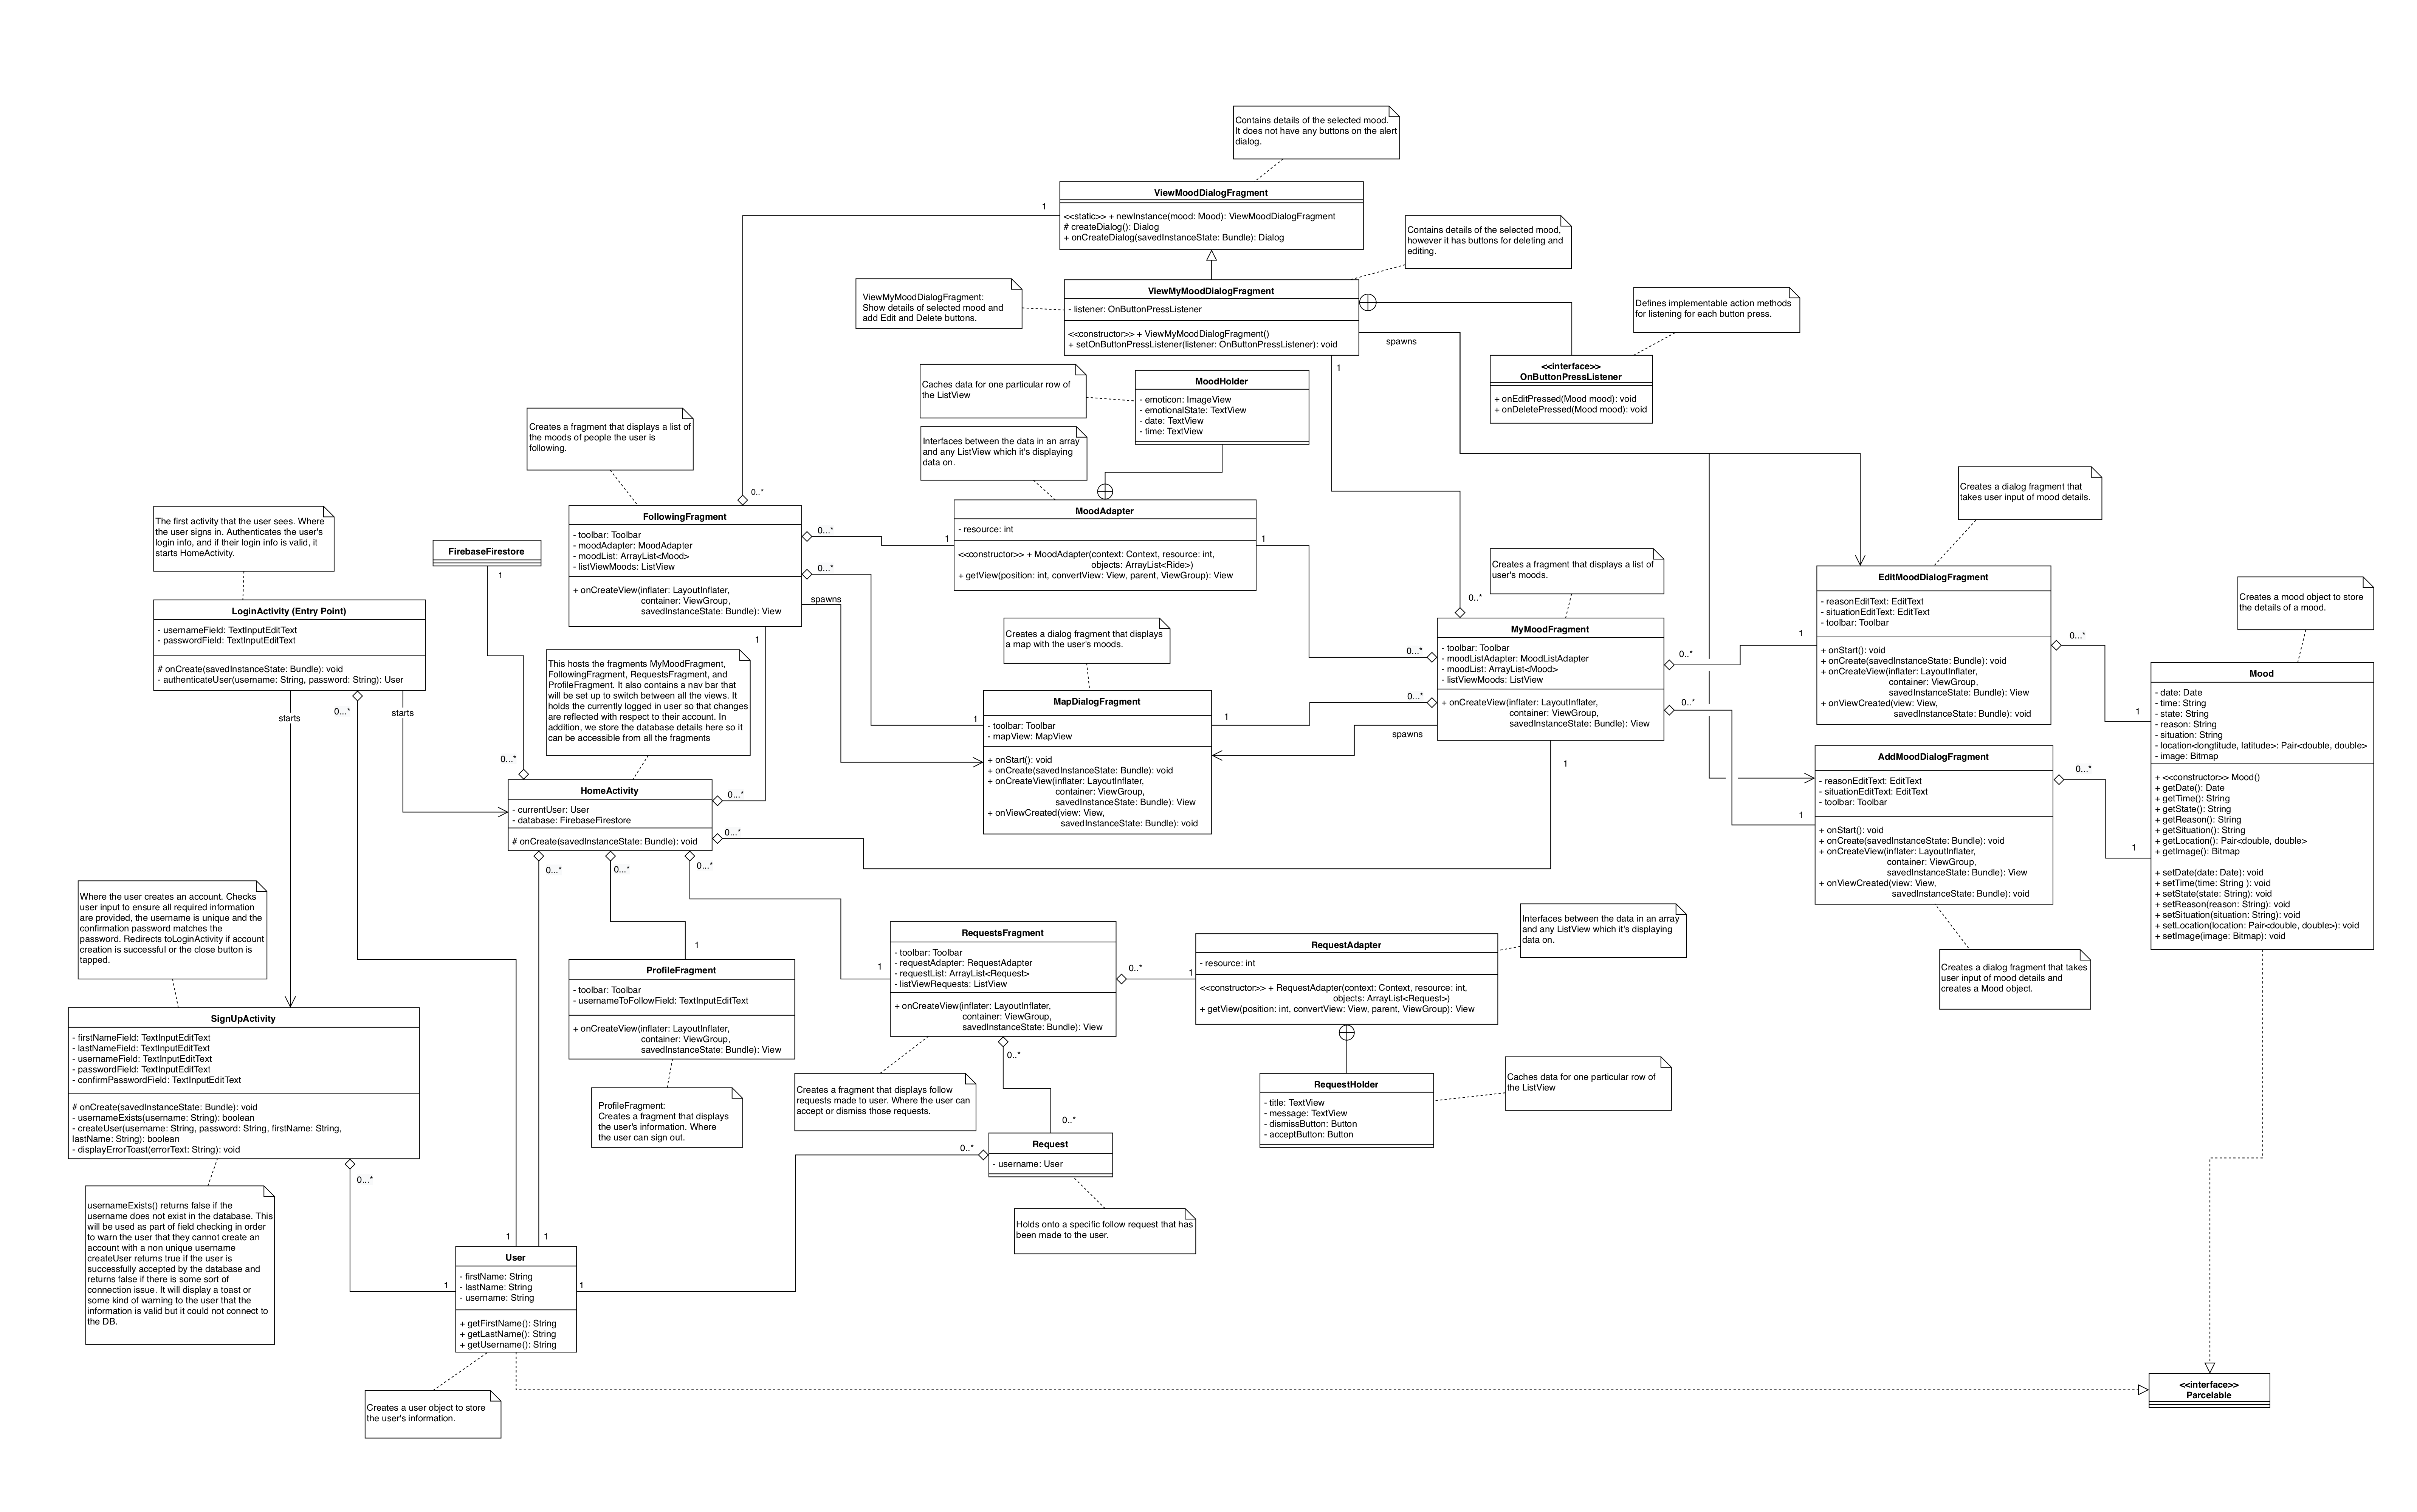 Contains details of the selected mood.
It does not have any buttons on the alert
dialog.
ViewMoodDialogFragment
<<static>> + newInstance(mood: Mood): ViewMoodDialogFragment
# createDialog(): Dialog
+ onCreateDialog(savedInstanceState: Bundle): Dialog
1
0..*
Contains details of the selected mood,
however it has buttons for deleting and
editing.
ViewMyMoodDialogFragment:
Show details of selected mood and
add Edit and Delete buttons.
ViewMyMoodDialogFragment
- listener: OnButtonPressListener
<<constructor>> + ViewMyMoodDialogFragment()
+ setOnButtonPressListener(listener: OnButtonPressListener): void
spawns
1
Defines implementable action methods
for listening for each button press.
<<interface>>
OnButtonPressListener
+ onEditPressed(Mood mood): void
+ onDeletePressed(Mood mood): void
Caches data for one particular row of
the ListView
MoodHolder
- emoticon: ImageView
- emotionalState: TextView
- date: TextView
- time: TextView
Interfaces between the data in an array
and any ListView which it's displaying
data on.
MoodAdapter
- resource: int
<<constructor>> + MoodAdapter(context: Context, resource: int,
objects: ArrayList<Ride>)
+ getView(position: int, convertView: View, parent, ViewGroup): View
1
1
Creates a fragment that displays a list of
the moods of people the user is
following.
FollowingFragment
- toolbar: Toolbar
- moodAdapter: MoodAdapter
- moodList: ArrayList<Mood>
- listViewMoods: ListView
+ onCreateView(inflater: LayoutInflater,
container: ViewGroup,
savedInstanceState: Bundle): View
0...*
0...*
spawns
1
The first activity that the user sees. Where
the user signs in. Authenticates the user's
login info, and if their login info is valid, it
starts HomeActivity.
FirebaseFirestore
1
LoginActivity (Entry Point)
- usernameField: TextInputEditText
- passwordField: TextInputEditText
# onCreate(savedInstanceState: Bundle): void
- authenticateUser(username: String, password: String): User
starts
0...*
starts
This hosts the fragments MyMoodFragment,
FollowingFragment, RequestsFragment, and
ProfileFragment. It also contains a nav bar that
will be set up to switch between all the views. It
holds the currently logged in user so that changes
are reflected with respect to their account. In
addition, we store the database details here so it
can be accessible from all the fragments
0...*
HomeActivity
- currentUser: User
- database: FirebaseFirestore
# onCreate(savedInstanceState: Bundle): void
0...*
0...*
0...*
0...*
0...*
Creates a dialog fragment that displays
a map with the user's moods.
MapDialogFragment
- toolbar: Toolbar
- mapView: MapView
+ onStart(): void
+ onCreate(savedInstanceState: Bundle): void
+ onCreateView(inflater: LayoutInflater,
container: ViewGroup,
savedInstanceState: Bundle): View
+ onViewCreated(view: View,
savedInstanceState: Bundle): void
1
1
Creates a fragment that displays a list of
user's moods.
0..*
MyMoodFragment
- toolbar: Toolbar
- moodListAdapter: MoodListAdapter
- moodList: ArrayList<Mood>
- listViewMoods: ListView
+ onCreateView(inflater: LayoutInflater,
container: ViewGroup,
savedInstanceState: Bundle): View
0...*
0...*
spawns
0..*
0..*
1
Creates a dialog fragment that
takes user input of mood details.
EditMoodDialogFragment
- reasonEditText: EditText
- situationEditText: EditText
- toolbar: Toolbar
+ onStart(): void
+ onCreate(savedInstanceState: Bundle): void
+ onCreateView(inflater: LayoutInflater,
container: ViewGroup,
savedInstanceState: Bundle): View
+ onViewCreated(view: View,
savedInstanceState: Bundle): void
1
0...*
AddMoodDialogFragment
- reasonEditText: EditText
- situationEditText: EditText
- toolbar: Toolbar
+ onStart(): void
+ onCreate(savedInstanceState: Bundle): void
+ onCreateView(inflater: LayoutInflater,
container: ViewGroup,
savedInstanceState: Bundle): View
+ onViewCreated(view: View,
savedInstanceState: Bundle): void
1
0...*
Creates a dialog fragment that takes
user input of mood details and
creates a Mood object.
Creates a mood object to store
the details of a mood.
Mood
- date: Date
- time: String
- state: String
- reason: String
- situation: String
- location<longtitude, latitude>: Pair<double, double>
- image: Bitmap
+ <<constructor>> Mood()
+ getDate(): Date
+ getTime(): String
+ getState(): String
+ getReason(): String
+ getSituation(): String
+ getLocation(): Pair<double, double>
+ getImage(): Bitmap
+ setDate(date: Date): void
+ setTime(time: String ): void
+ setState(state: String): void
+ setReason(reason: String): void
+ setSituation(situation: String): void
+ setLocation(location: Pair<double, double>): void
+ setImage(image: Bitmap): void
1
1
Where the user creates an account. Checks
user input to ensure all required information
are provided, the username is unique and the
confirmation password matches the
password. Redirects toLoginActivity if account
creation is successful or the close button is
tapped.
SignUpActivity
- firstNameField: TextInputEditText
- lastNameField: TextInputEditText
- usernameField: TextInputEditText
- passwordField: TextInputEditText
- confirmPasswordField: TextInputEditText
# onCreate(savedInstanceState: Bundle): void
- usernameExists(username: String): boolean
- createUser(username: String, password: String, firstName: String,
lastName: String): boolean
- displayErrorToast(errorText: String): void
0...*
usernameExists() returns false if the
username does not exist in the database. This
will be used as part of field checking in order
to warn the user that they cannot create an
account with a non unique username
createUser returns true if the user is
successfully accepted by the database and
returns false if there is some sort of
connection issue. It will display a toast or
some kind of warning to the user that the
information is valid but it could not connect to
the DB.
1
ProfileFragment
- toolbar: Toolbar
- usernameToFollowField: TextInputEditText
+ onCreateView(inflater: LayoutInflater,
container: ViewGroup,
savedInstanceState: Bundle): View
ProfileFragment:
Creates a fragment that displays
the user's information. Where
the user can sign out.
1
RequestsFragment
- toolbar: Toolbar
- requestAdapter: RequestAdapter
- requestList: ArrayList<Request>
- listViewRequests: ListView
+ onCreateView(inflater: LayoutInflater,
container: ViewGroup,
savedInstanceState: Bundle): View
0..*
1
0..*
Creates a fragment that displays follow
requests made to user. Where the user can
accept or dismiss those requests.
Interfaces between the data in an array
and any ListView which it's displaying
data on.
RequestAdapter
- resource: int
<<constructor>> + RequestAdapter(context: Context, resource: int,
objects: ArrayList<Request>)
+ getView(position: int, convertView: View, parent, ViewGroup): View
RequestHolder
- title: TextView
- message: TextView
- dismissButton: Button
- acceptButton: Button
Caches data for one particular row of
the ListView
0..*
0..*
Request
- username: User
Holds onto a specific follow request that has
been made to the user.
1
1
1
1
User
- firstName: String
- lastName: String
- username: String
+ getFirstName(): String
+ getLastName(): String
+ getUsername(): String
Creates a user object to store
the user's information.
<<interface>>
Parcelable